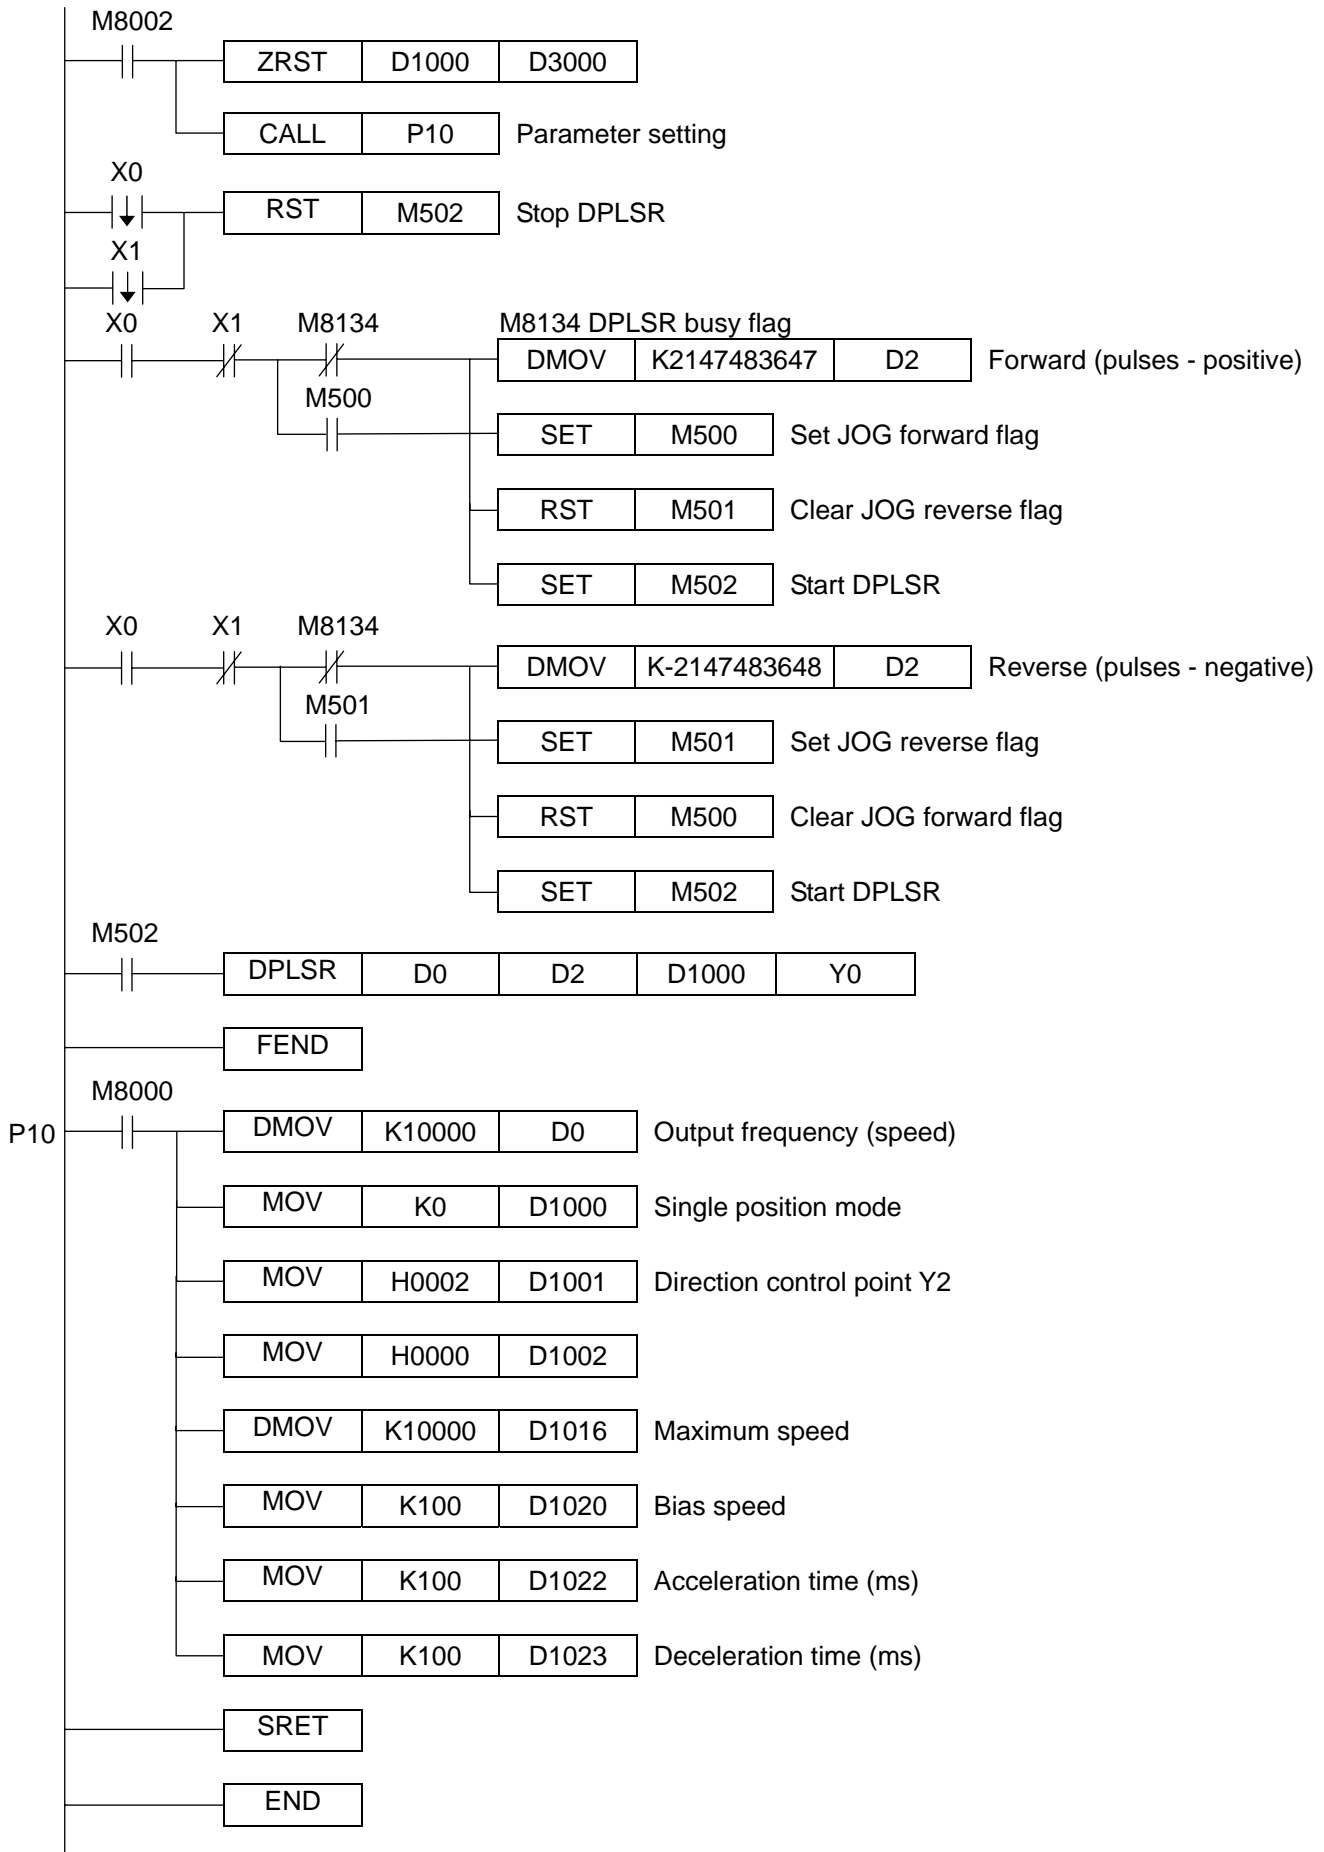 M8002
ZRST D1000 D3000
CALL P10 Parameter setting
X0
RST M502 Stop DPLSR
X1
X0 X1 M8134 M8134 DPLSR busy flag
DMOV K2147483647 D2 Forward (pulses - positive)
M500
SET M500 Set JOG forward flag
RST M501 Clear JOG reverse flag
SET M502 Start DPLSR
X0 X1 M8134
DMOV K-2147483648 D2 Reverse (pulses - negative)
M501
SET M501 Set JOG reverse flag
RST M500 Clear JOG forward flag
SET M502 Start DPLSR
M502
DPLSR D0 D2 D1000 Y0
FEND
M8000
P10 DMOV K10000 D0 Output frequency (speed)
MOV K0 D1000 Single position mode
MOV H0002 D1001 Direction control point Y2
MOV H0000 D1002
DMOV K10000 D1016 Maximum speed
MOV K100 D1020 Bias speed
MOV K100 D1022 Acceleration time (ms)
MOV K100 D1023 Deceleration time (ms)
SRET
END